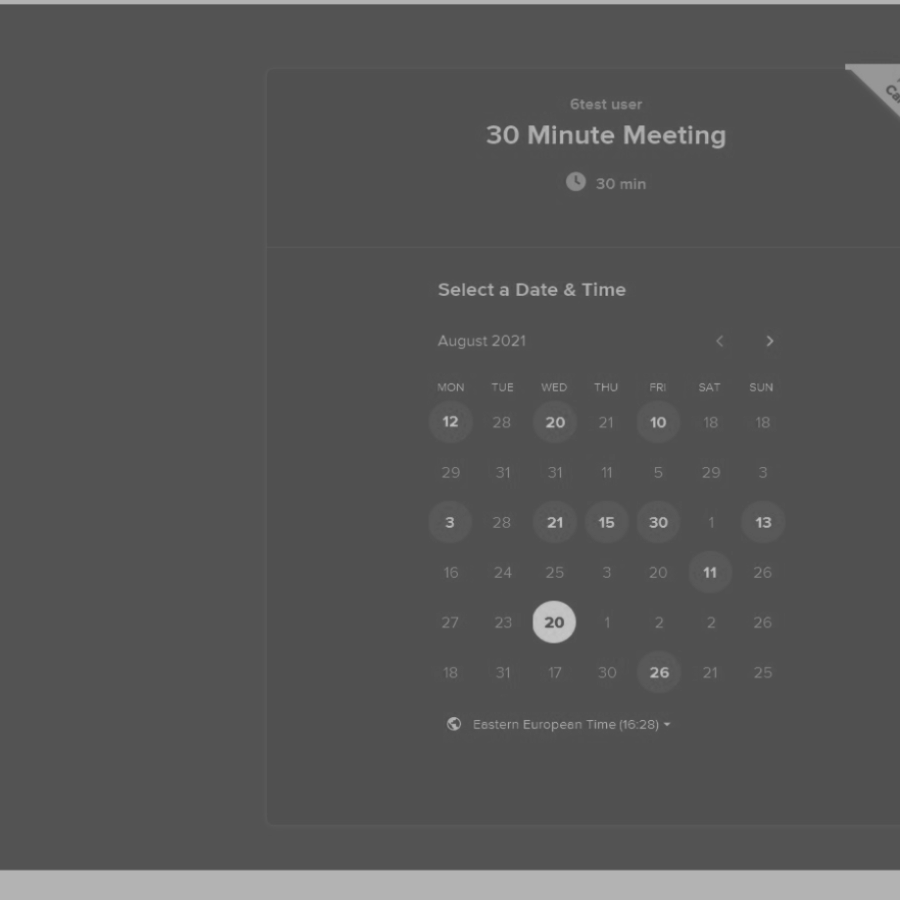 6test user
30 Minute Meeting
30 min
Select a Date & Time
August 2021
MON TUE WED THU FRI SAT SUN
12 28 20 21 10 18 18
29 31 31 11 5 29 3
3 28 21 15 30 1 13
16 24 25 3 20 11 26
27 23 20 1 2 2 26
18 31 17 30 26 21 25
Eastern European Time (16:28)